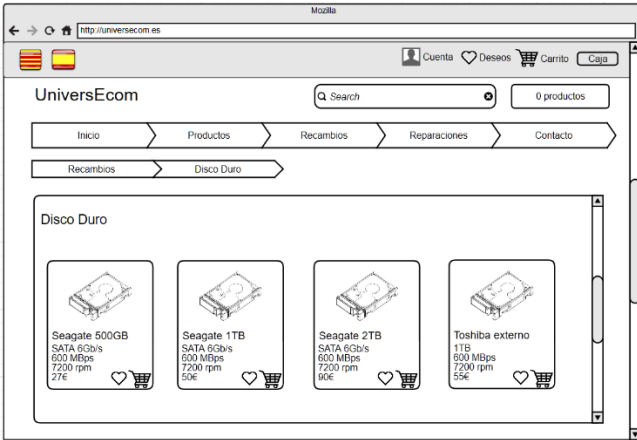 Mozilla
http://universecom.es
Cuenta Deseos Carrito Caja
UniversEcom
Search
0 productos
Inicio Productos Recambios Reparaciones Contacto
Recambios Disco Duro
Disco Duro
Seagate 500GB
SATA 6Gb/s
600 MBps
7200 rpm
27€
Seagate 1TB
SATA 6Gb/s
600 MBps
7200 rpm
50€
Seagate 2TB
SATA 6Gb/s
600 MBps
7200 rpm
90€
Toshiba externo
1TB
600 MBps
7200 rpm
55€